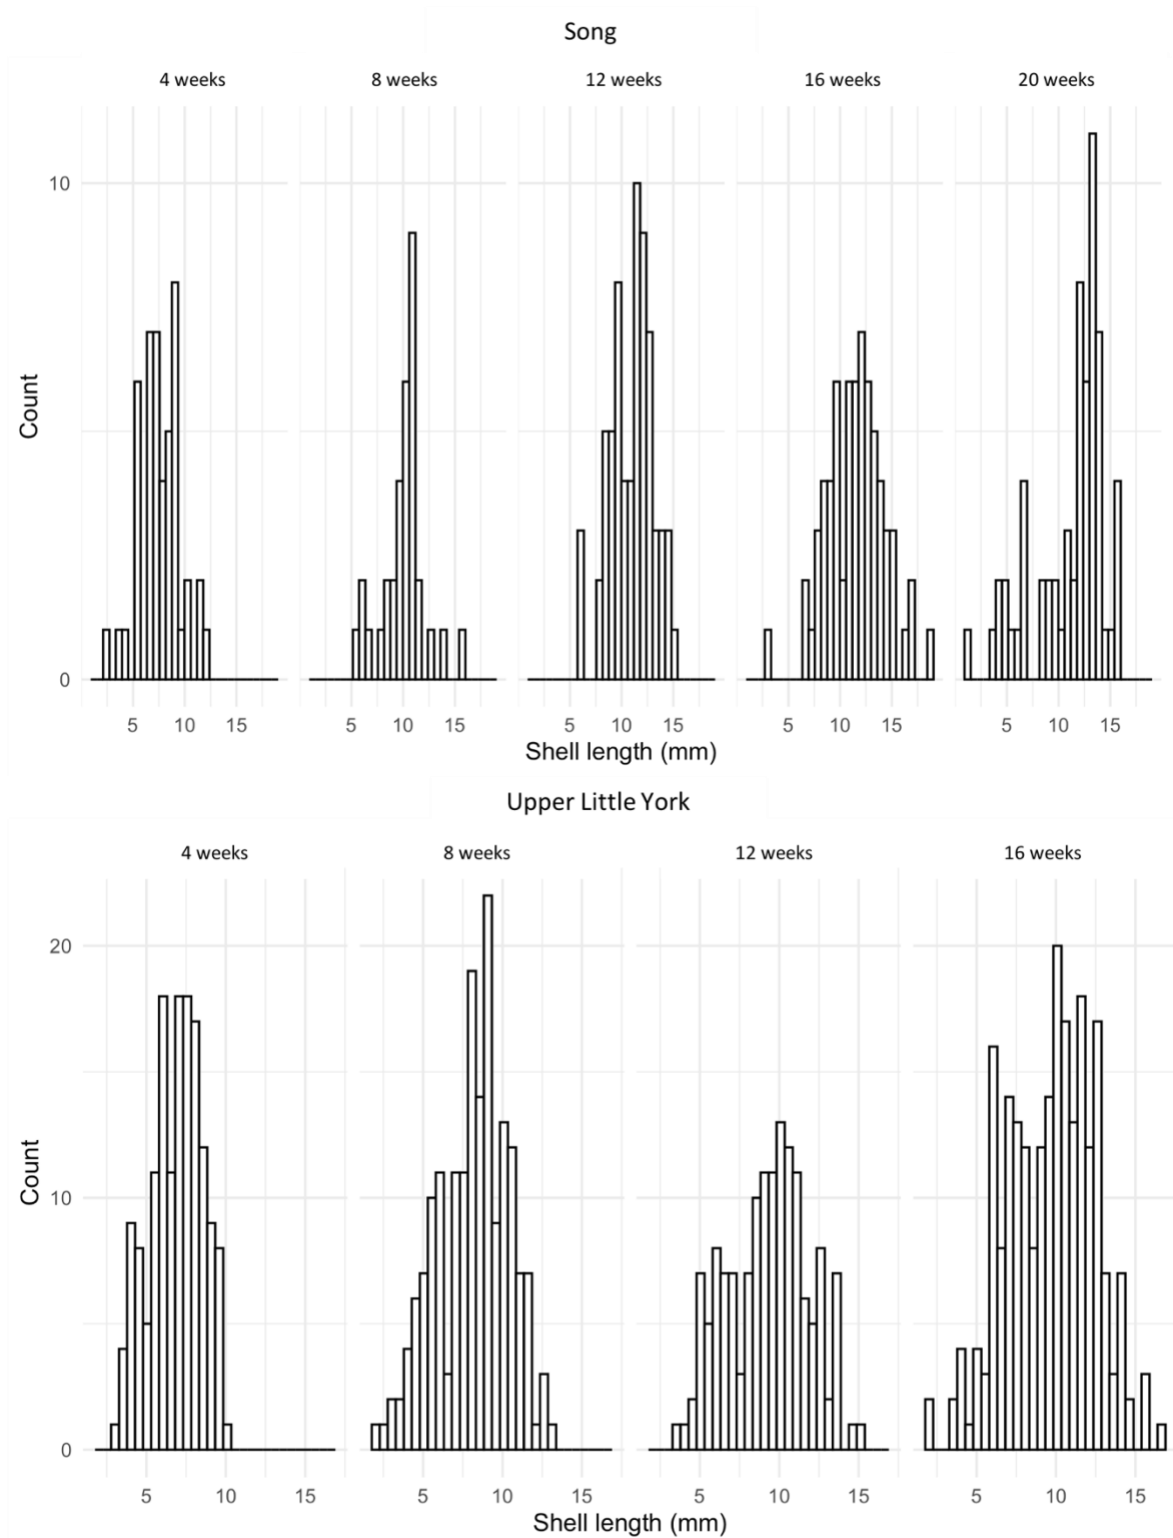 Song
4 weeks 8 weeks 12 weeks 16 weeks 20 weeks
10
Count
0
5 10 15 5 10 15 5 10 15 5 10 15 5 10 15
Shell length (mm)
Upper Little York
4 weeks 8 weeks 12 weeks 16 weeks
20
Count
10
0
5 10 15 5 10 15 5 10 15 5 10 15
Shell length (mm)